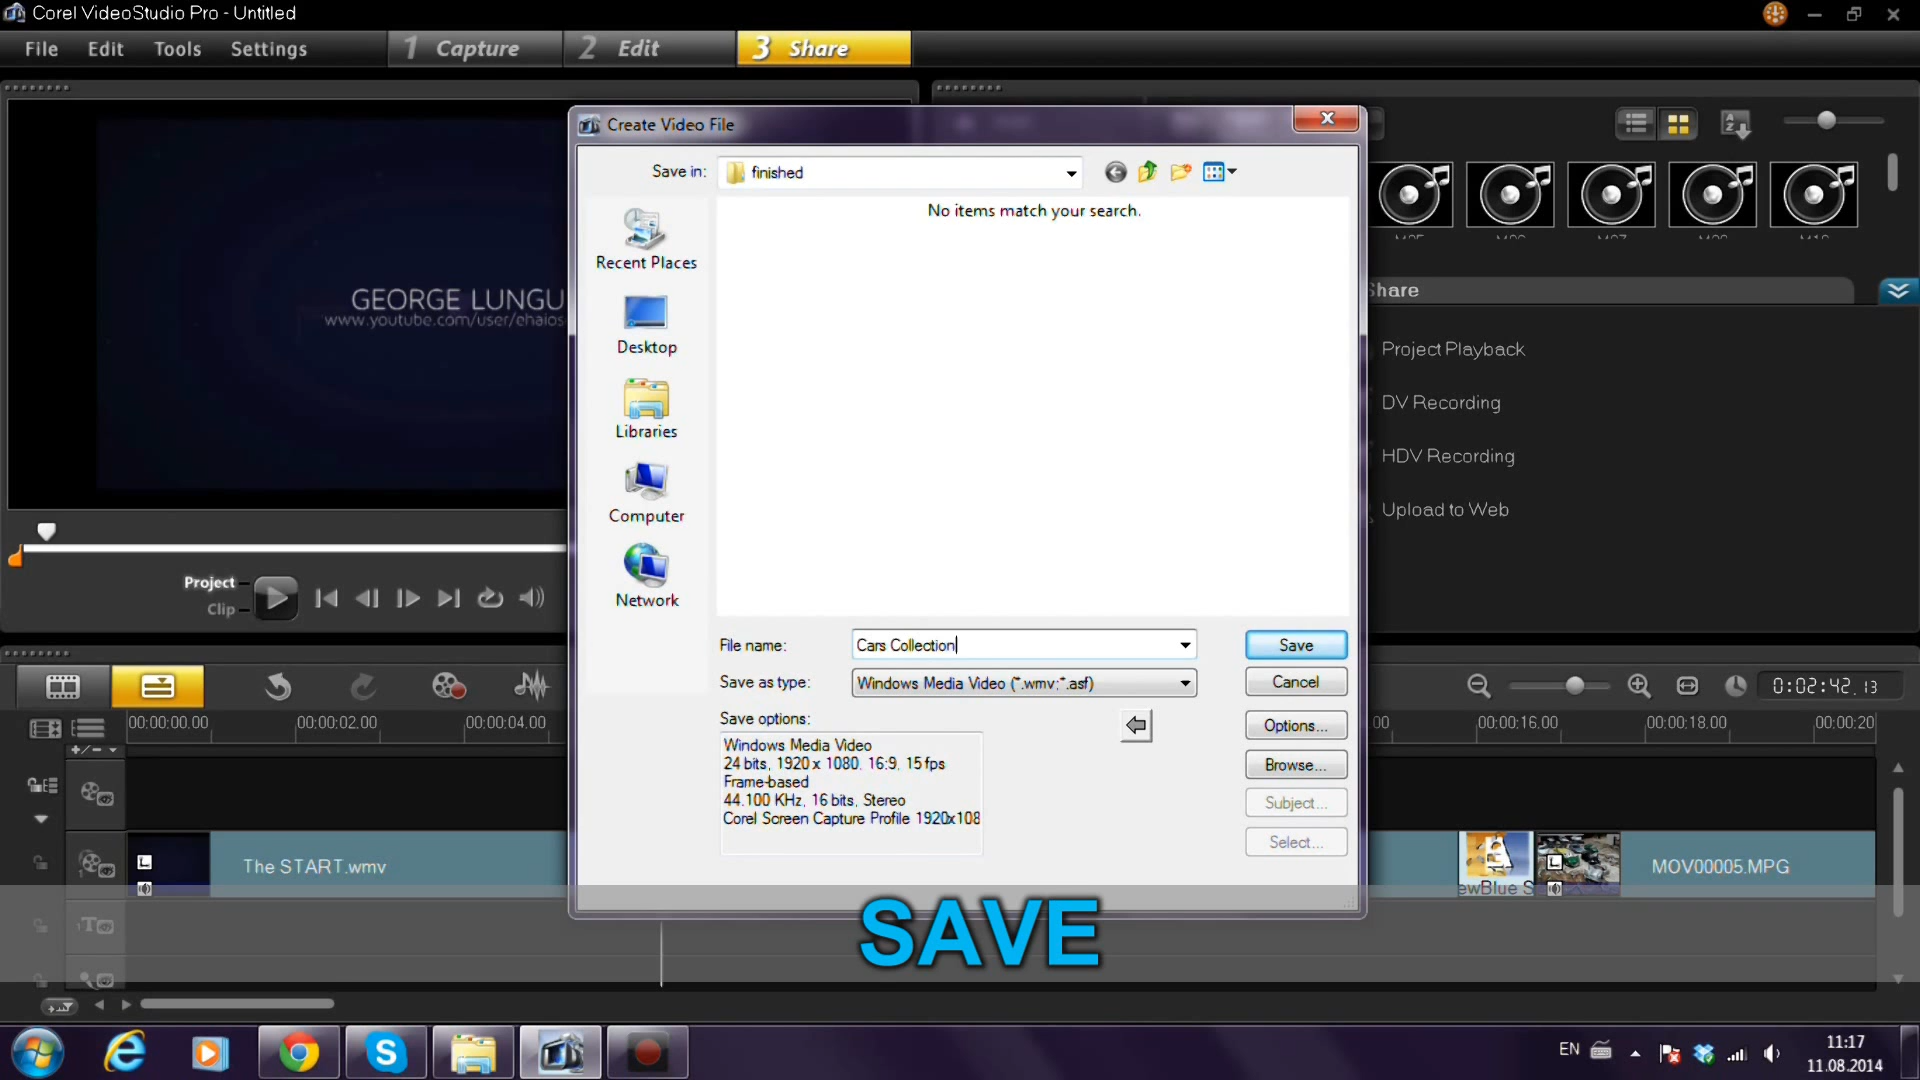 Corel VideoStudio Pro - Untitled
File Edit Tools Settings
1 Capture
2 Edit
3 Share
Create Video File
Save in:
finished
No items match your search.
Recent Places
Desktop
Libraries
Computer
Network
GEORGE LUNGU
www.youtube.com/user/ehaios
Share
Project Playback
DV Recording
HDV Recording
Upload to Web
Project
Clip
File name:
Cars Collection
Save
Save as type:
Windows Media Video (*.wmv;*.asf)
Cancel
Save options:
Options...
Windows Media Video
24 bits, 1920 x 1080, 16:9, 15 fps
Frame-based
44.100 KHz, 16 bits, Stereo
Corel Screen Capture Profile 1920x108
Browse...
Subject...
Select...
0:02:42.13
00:00:00.00
00:00:02.00
00:00:04.00
.00
00:00:16.00
00:00:18.00
00:00:20
The START.wmv
ewBlue S
MOV00005.MPG
SAVE
EN
11:17
11.08.2014